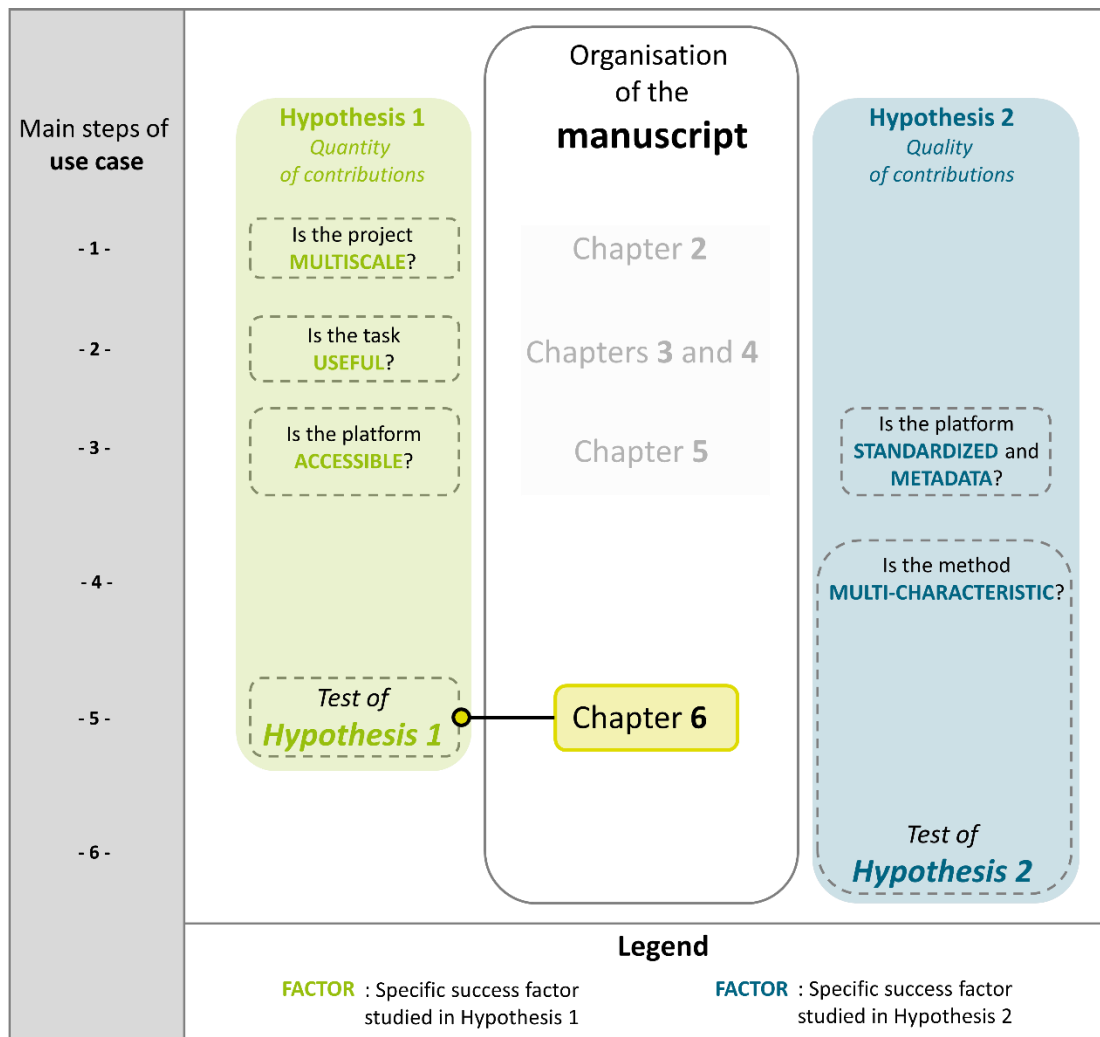 Organisation
of the
manuscript
Main steps of
use case
Hypothesis 1
Quantity
of contributions
Hypothesis 2
Quality
of contributions
- 1 -
Is the project
MULTISCALE?
Chapter 2
- 2 -
Is the task
USEFUL?
Chapters 3 and 4
- 3 -
Is the platform
ACCESSIBLE?
Chapter 5
Is the platform
STANDARDIZED and
METADATA?
- 4 -
Is the method
MULTI-CHARACTERISTIC?
- 5 -
Test of
Hypothesis 1
Chapter 6
- 6 -
Test of
Hypothesis 2
Legend
FACTOR : Specific success factor
studied in Hypothesis 1
FACTOR : Specific success factor
studied in Hypothesis 2